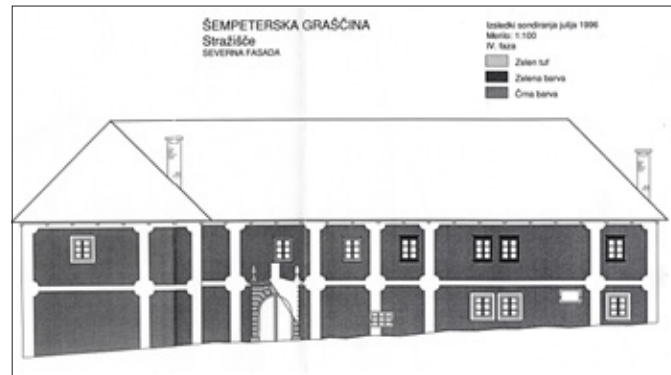 ŠEMPETERSKA GRAŠČINA
Stražišče
SEVERNA FASADA
Izsledki sondiranja julija 1996
Merilo: 1:100
IV. faza
Zelen tuf
Zelena barva
Črna barva